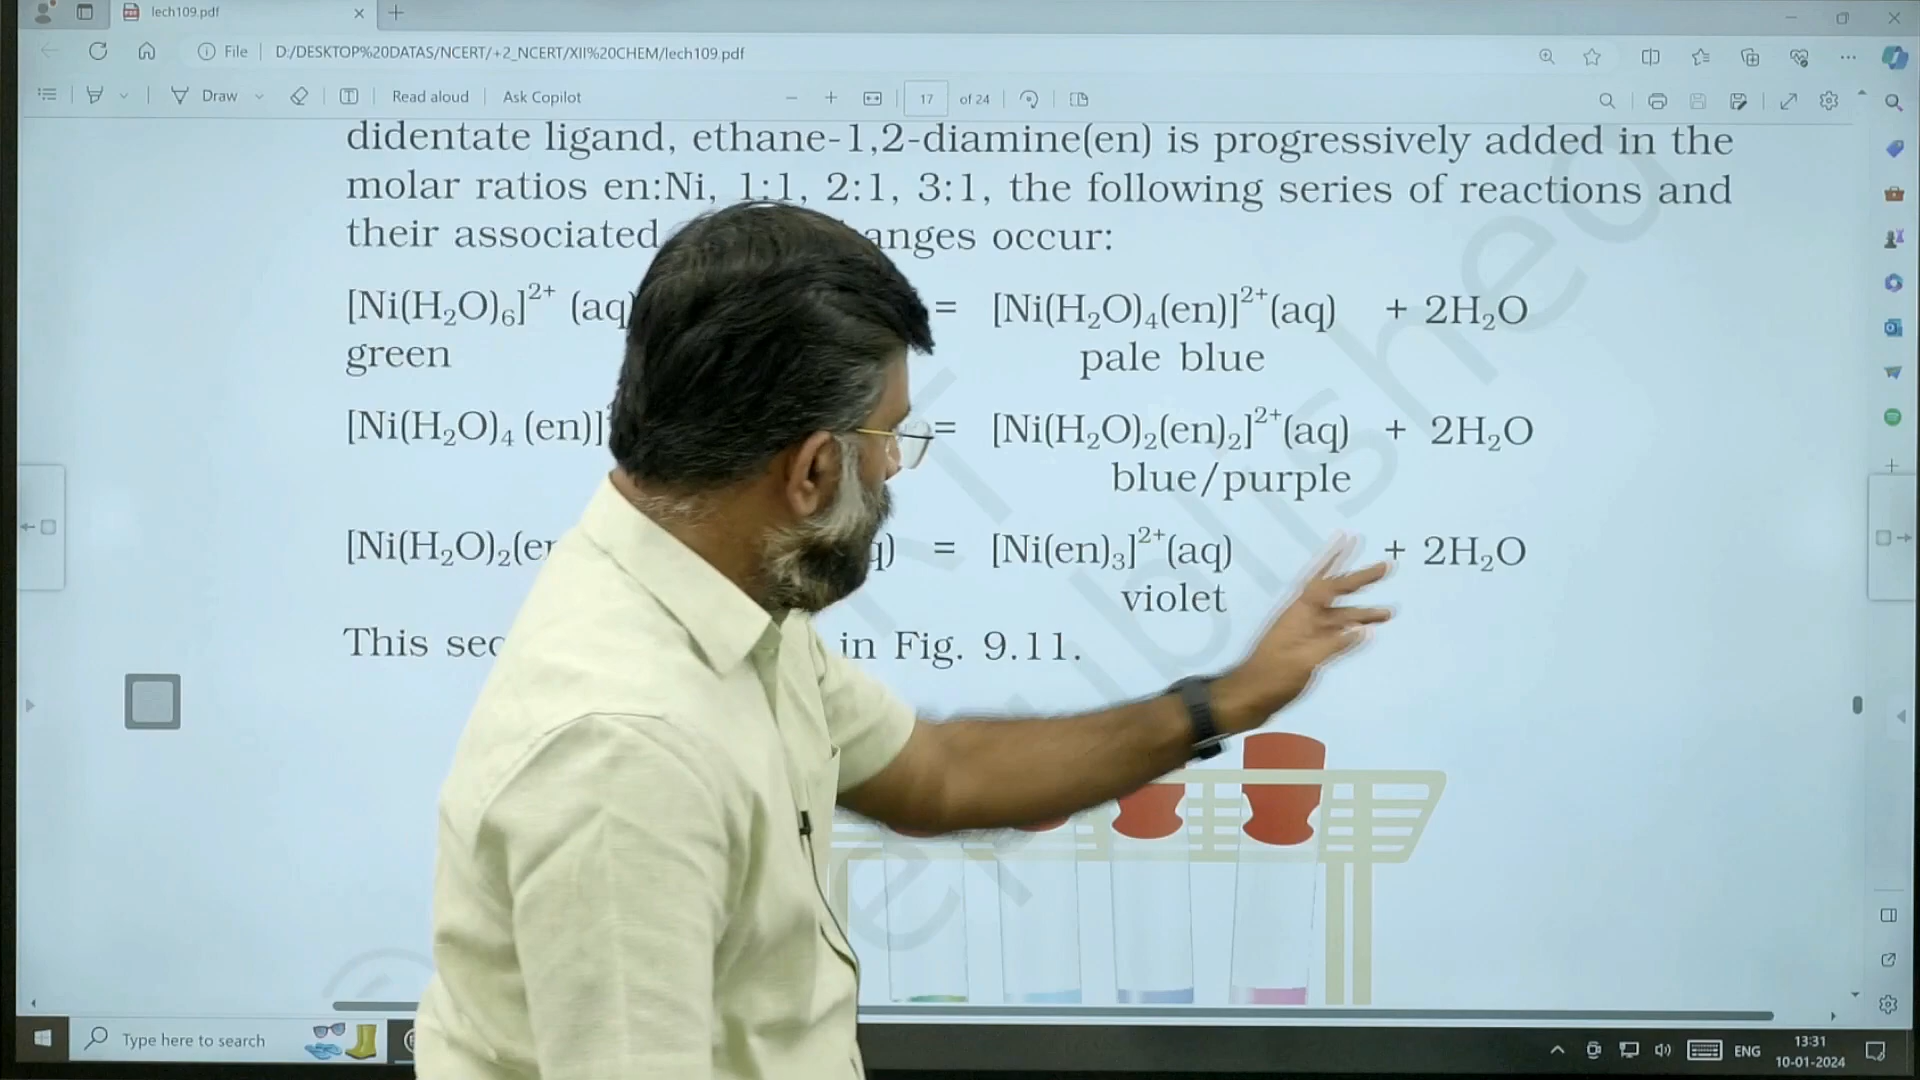 lech109.pdf
File
D:/DESKTOP%20DATAS/NCERT/+2_NCERT/XII%20CHEM/lech109.pdf
Draw
Read aloud
Ask Copilot
17
of 24
didentate ligand, ethane-1,2-diamine(en) is progressively added in the
molar ratios en:Ni, 1:1, 2:1, 3:1, the following series of reactions and
their associated anges occur:
[Ni(H₂O)₆]²⁺ (aq) = [Ni(H₂O)₄(en)]²⁺(aq) + 2H₂O
green pale blue
[Ni(H₂O)₄ (en)] = [Ni(H₂O)₂(en)₂]²⁺(aq) + 2H₂O
blue/purple
[Ni(H₂O)₂(en q) = [Ni(en)₃]²⁺(aq) + 2H₂O
violet
This in Fig. 9.11.
Type here to search
ENG
13:31
10-01-2024